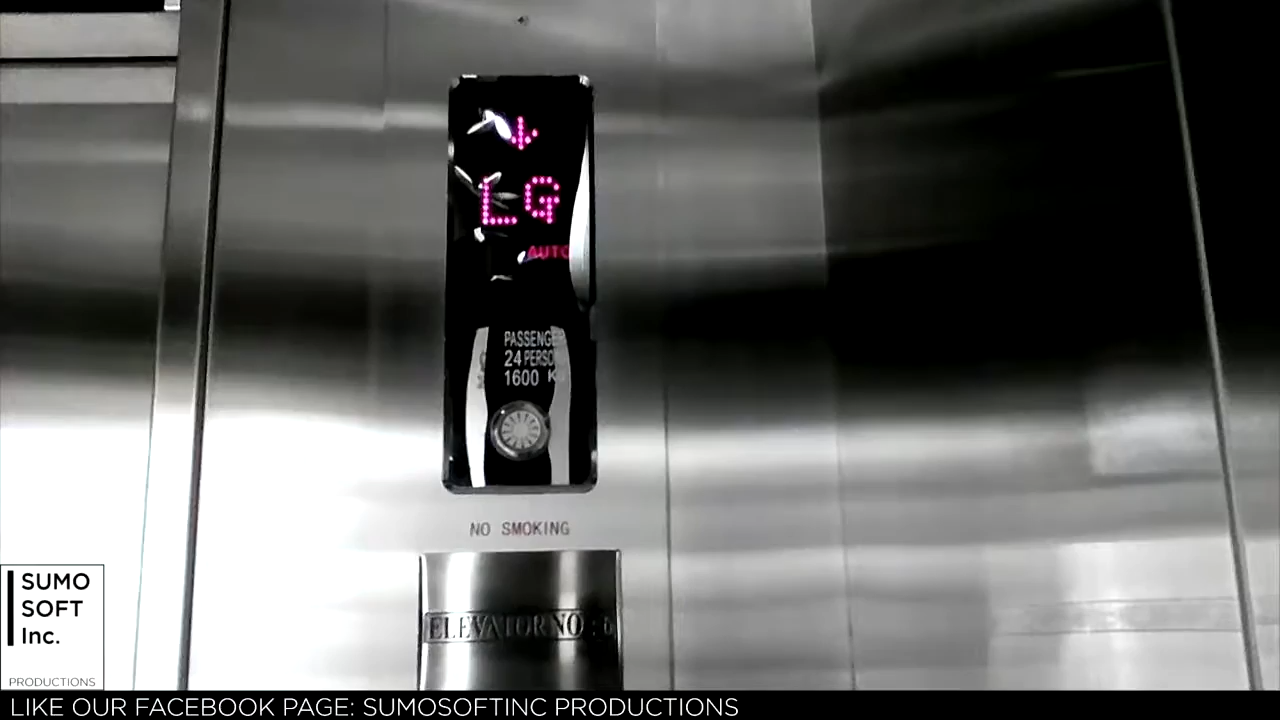 LG
AUTO
PASSENGE
24 PERSO
1600 K
NO SMOKING
ELEVATOR NO : 6
SUMO
SOFT
Inc.
PRODUCTIONS
LIKE OUR FACEBOOK PAGE: SUMOSOFTINC PRODUCTIONS